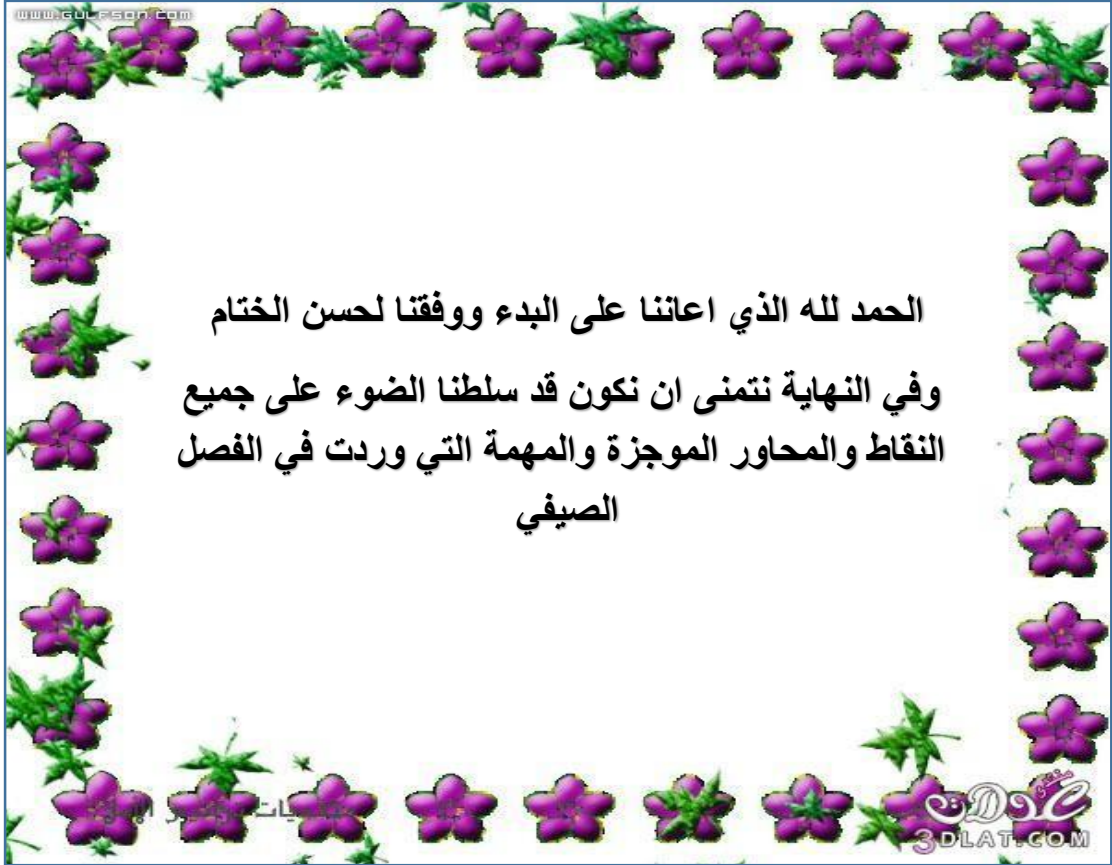 www.GULFSON.com
الحمد لله الذي اعاننا على البدء ووفقنا لحسن الختام
وفي النهاية نتمنى ان نكون قد سلطنا الضوء على جميع
النقاط والمحاور الموجزة والمهمة التي وردت في الفصل
الصيفي
3DLAT.COM